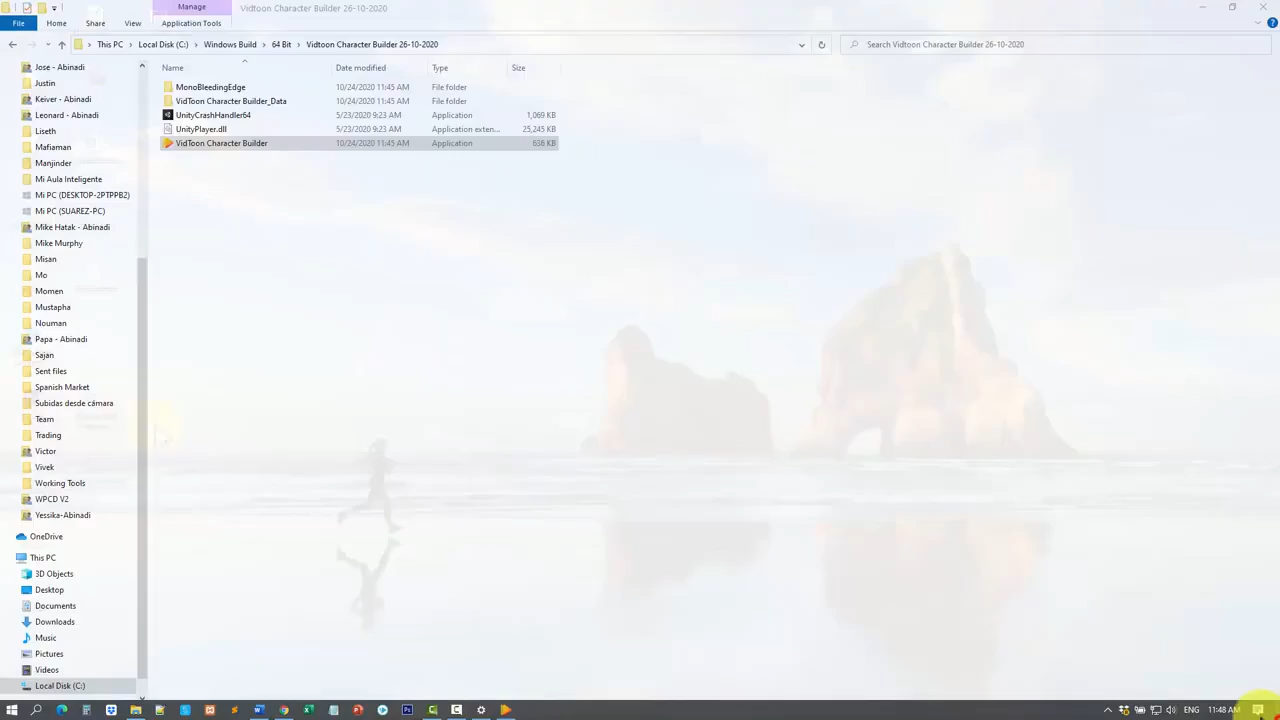 Manage
Vidtoon Character Builder 26-10-2020
File
Home
Share
View
Application Tools
This PC
Local Disk (C:)
Windows Build
64 Bit
Vidtoon Character Builder 26-10-2020
Search Vidtoon Character Builder 26-10-2020
Name
Date modified
Type
Size
MonoBleedingEdge 10/24/2020 11:45 AM File folder
VidToon Character Builder_Data 10/24/2020 11:45 AM File folder
UnityCrashHandler64 5/23/2020 9:23 AM Application 1,069 KB
UnityPlayer.dll 5/23/2020 9:23 AM Application exten... 25,245 KB
VidToon Character Builder 10/24/2020 11:45 AM Application 636 KB
Jose - Abinadi
Justin
Keiver - Abinadi
Leonard - Abinadi
Liseth
Mafiaman
Manjinder
Mi Aula Inteligente
Mi PC (DESKTOP-2PTPPB2)
Mi PC (SUAREZ-PC)
Mike Hatak - Abinadi
Mike Murphy
Misan
Mo
Momen
Mustapha
Nouman
Papa - Abinadi
Sajan
Sent files
Spanish Market
Subidas desde cámara
Team
Trading
Victor
Vivek
Working Tools
WPCD V2
Yessika-Abinadi
OneDrive
This PC
3D Objects
Desktop
Documents
Downloads
Music
Pictures
Videos
Local Disk (C:)
ENG 11:48 AM